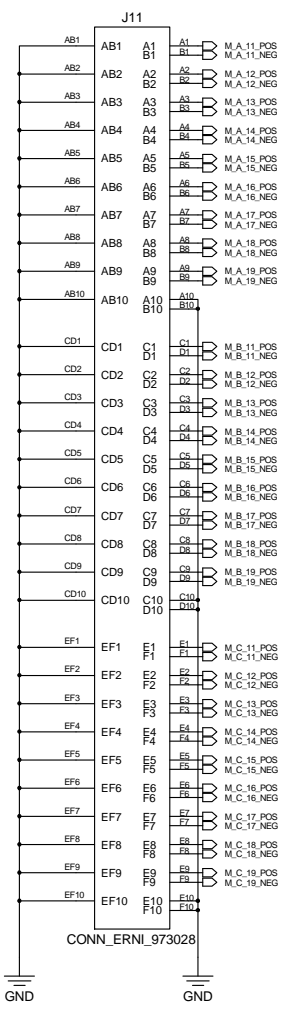 J11
AB1 AB1 A1 A1 M_A_11_POS
B1 B1 M_A_11_NEG
AB2 AB2 A2 A2 M_A_12_POS
B2 B2 M_A_12_NEG
AB3 AB3 A3 A3 M_A_13_POS
B3 B3 M_A_13_NEG
AB4 AB4 A4 A4 M_A_14_POS
B4 B4 M_A_14_NEG
AB5 AB5 A5 A5 M_A_15_POS
B5 B5 M_A_15_NEG
AB6 AB6 A6 A6 M_A_16_POS
B6 B6 M_A_16_NEG
AB7 AB7 A7 A7 M_A_17_POS
B7 B7 M_A_17_NEG
AB8 AB8 A8 A8 M_A_18_POS
B8 B8 M_A_18_NEG
AB9 AB9 A9 A9 M_A_19_POS
B9 B9 M_A_19_NEG
AB10 AB10 A10 A10
B10 B10
CD1 CD1 C1 C1 M_B_11_POS
D1 D1 M_B_11_NEG
CD2 CD2 C2 C2 M_B_12_POS
D2 D2 M_B_12_NEG
CD3 CD3 C3 C3 M_B_13_POS
D3 D3 M_B_13_NEG
CD4 CD4 C4 C4 M_B_14_POS
D4 D4 M_B_14_NEG
CD5 CD5 C5 C5 M_B_15_POS
D5 D5 M_B_15_NEG
CD6 CD6 C6 C6 M_B_16_POS
D6 D6 M_B_16_NEG
CD7 CD7 C7 C7 M_B_17_POS
D7 D7 M_B_17_NEG
CD8 CD8 C8 C8 M_B_18_POS
D8 D8 M_B_18_NEG
CD9 CD9 C9 C9 M_B_19_POS
D9 D9 M_B_19_NEG
CD10 CD10 C10 C10
D10 D10
EF1 EF1 E1 E1 M_C_11_POS
F1 F1 M_C_11_NEG
EF2 EF2 E2 E2 M_C_12_POS
F2 F2 M_C_12_NEG
EF3 EF3 E3 E3 M_C_13_POS
F3 F3 M_C_13_NEG
EF4 EF4 E4 E4 M_C_14_POS
F4 F4 M_C_14_NEG
EF5 EF5 E5 E5 M_C_15_POS
F5 F5 M_C_15_NEG
EF6 EF6 E6 E6 M_C_16_POS
F6 F6 M_C_16_NEG
EF7 EF7 E7 E7 M_C_17_POS
F7 F7 M_C_17_NEG
EF8 EF8 E8 E8 M_C_18_POS
F8 F8 M_C_18_NEG
EF9 EF9 E9 E9 M_C_19_POS
F9 F9 M_C_19_NEG
EF10 EF10 E10 E10
F10 F10
CONN_ERNI_973028
GND GND